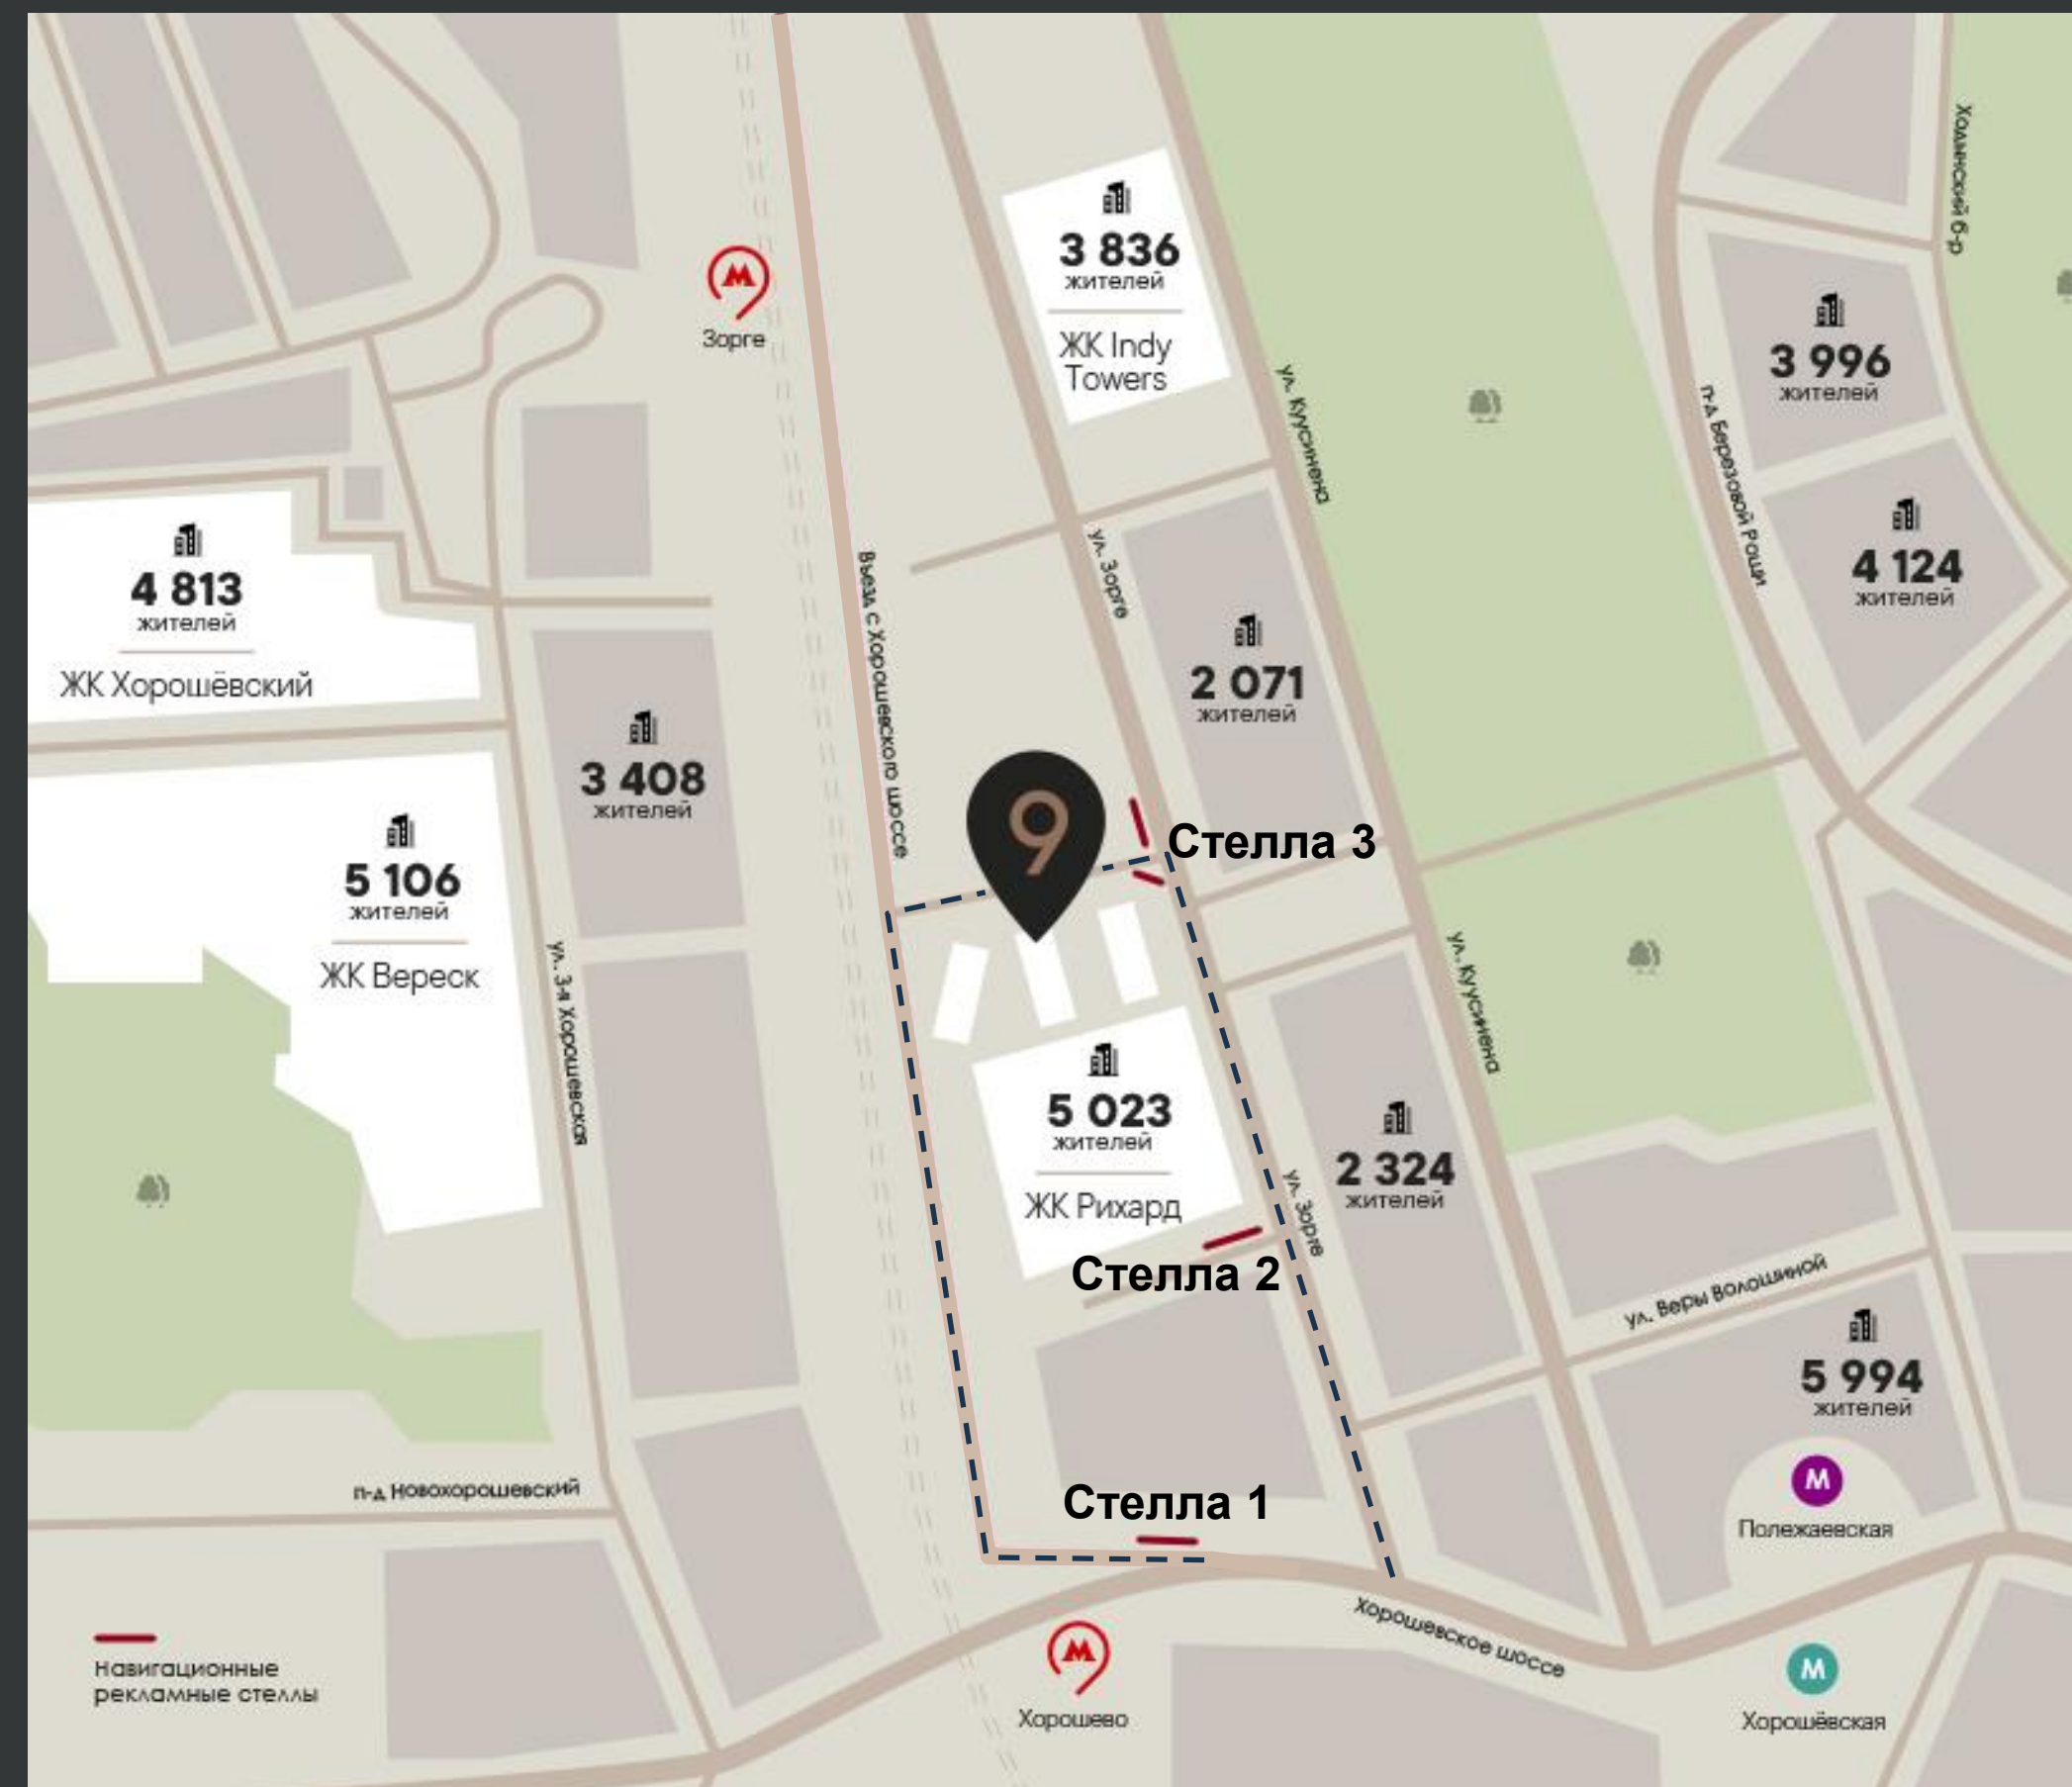 Ходынский б-р
3 836
жителей
ЖК Indy
Towers
М
Зорге
3 996
жителей
ул. Куусинена
п-д Березовой Рощи
4 124
жителей
4 813
жителей
ЖК Хорошёвский
Въезд с Хорошевского шоссе
ул. Зорге
2 071
жителей
3 408
жителей
9
Стелла 3
5 106
жителей
ЖК Вереск
ул. 3-я Хорошевская
ул. Куусинена
5 023
жителей
ЖК Рихард
2 324
жителей
ул. Зорге
Стелла 2
ул. Веры Волошиной
5 994
жителей
М
Полежаевская
п-д Новохорошевский
Стелла 1
Хорошевское шоссе
М
Хорошево
М
Хорошёвская
Навигационные
рекламные стеллы